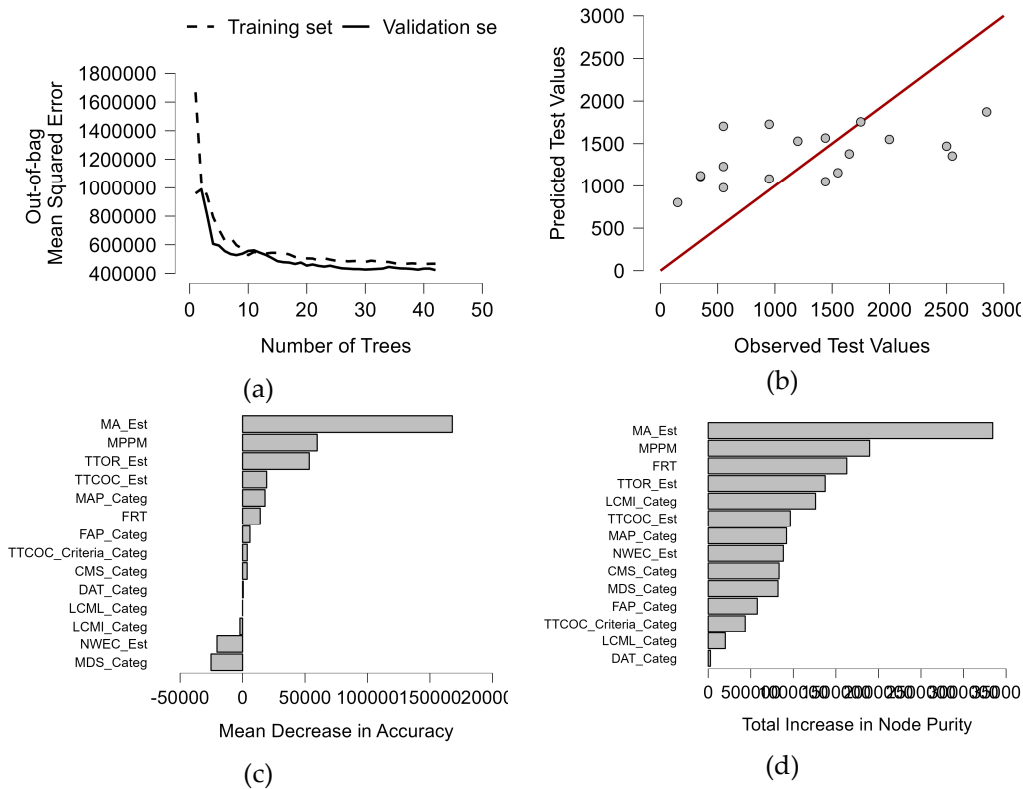 Training set Validation se
Out-of-bag
Mean Squared Error
1800000
1600000
1400000
1200000
1000000
800000
600000
400000
0 10 20 30 40 50
Number of Trees
(a)
Predicted Test Values
3000
2500
2000
1500
1000
500
0
0 500 1000 1500 2000 2500 3000
Observed Test Values
(b)
MA_Est
MPPM
TTOR_Est
TTCOC_Est
MAP_Categ
FRT
FAP_Categ
TTCOC_Criteria_Categ
CMS_Categ
DAT_Categ
LCML_Categ
LCMI_Categ
NWEC_Est
MDS_Categ
-50000 0 50000 100000 150000 20000
Mean Decrease in Accuracy
(c)
MA_Est
MPPM
FRT
TTOR_Est
LCMI_Categ
TTCOC_Est
MAP_Categ
NWEC_Est
CMS_Categ
MDS_Categ
FAP_Categ
TTCOC_Criteria_Categ
LCML_Categ
DAT_Categ
0
Total Increase in Node Purity
(d)